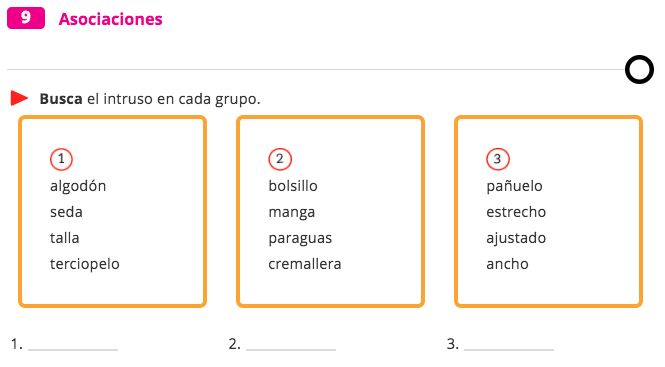 9 Asociaciones
Busca el intruso en cada grupo.
1
algodón
seda
talla
terciopelo
2
bolsillo
manga
paraguas
cremallera
3
pañuelo
estrecho
ajustado
ancho
1. 2. 3.